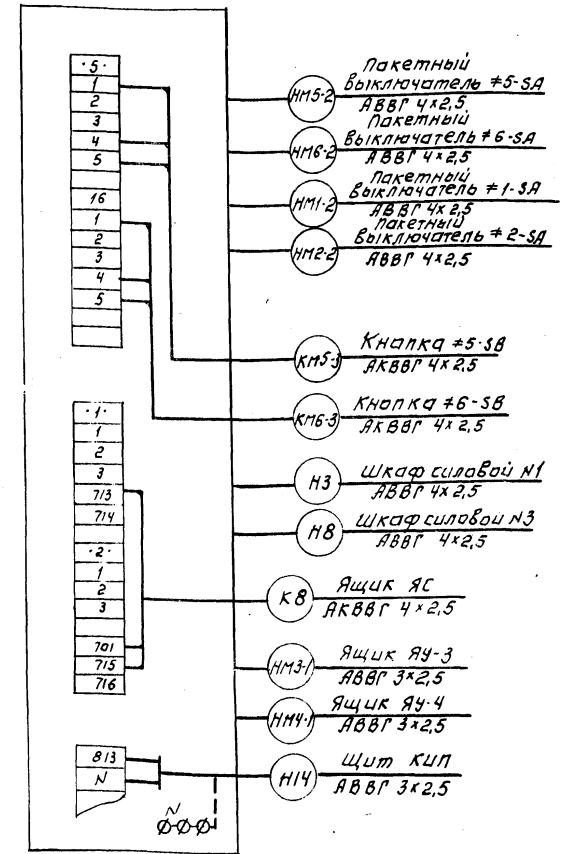 · 5 ·
1
2
3
4
5
16
1
2
3
4
5
· 1 ·
1
2
3
713
714
· 2 ·
1
2
3
701
715
716
813
N
N
НМ5-2
Пакетный
выключатель ≠5-SA
АВВГ 4×2,5
НМ6-2
Пакетный
выключатель ≠6-SA
АВВГ 4×2,5
НМ1-2
Пакетный
выключатель ≠1-SA
АВВГ 4×2,5
НМ2-2
Пакетный
выключатель ≠2-SA
АВВГ 4×2,5
КМ5-3
Кнопка ≠5-SB
АКВВГ 4×2,5
КМ6-3
Кнопка ≠6-SB
АКВВГ 4×2,5
Н3
Шкаф силовой N1
АВВГ 4×2,5
Н8
Шкаф силовой N3
АВВГ 4×2,5
К8
Ящик ЯС
АКВВГ 4×2,5
НМ3-1
Ящик ЯУ-3
АВВГ 3×2,5
НМ4-1
Ящик ЯУ-4
АВВГ 3×2,5
Н14
Щит КИП
АВВГ 3×2,5